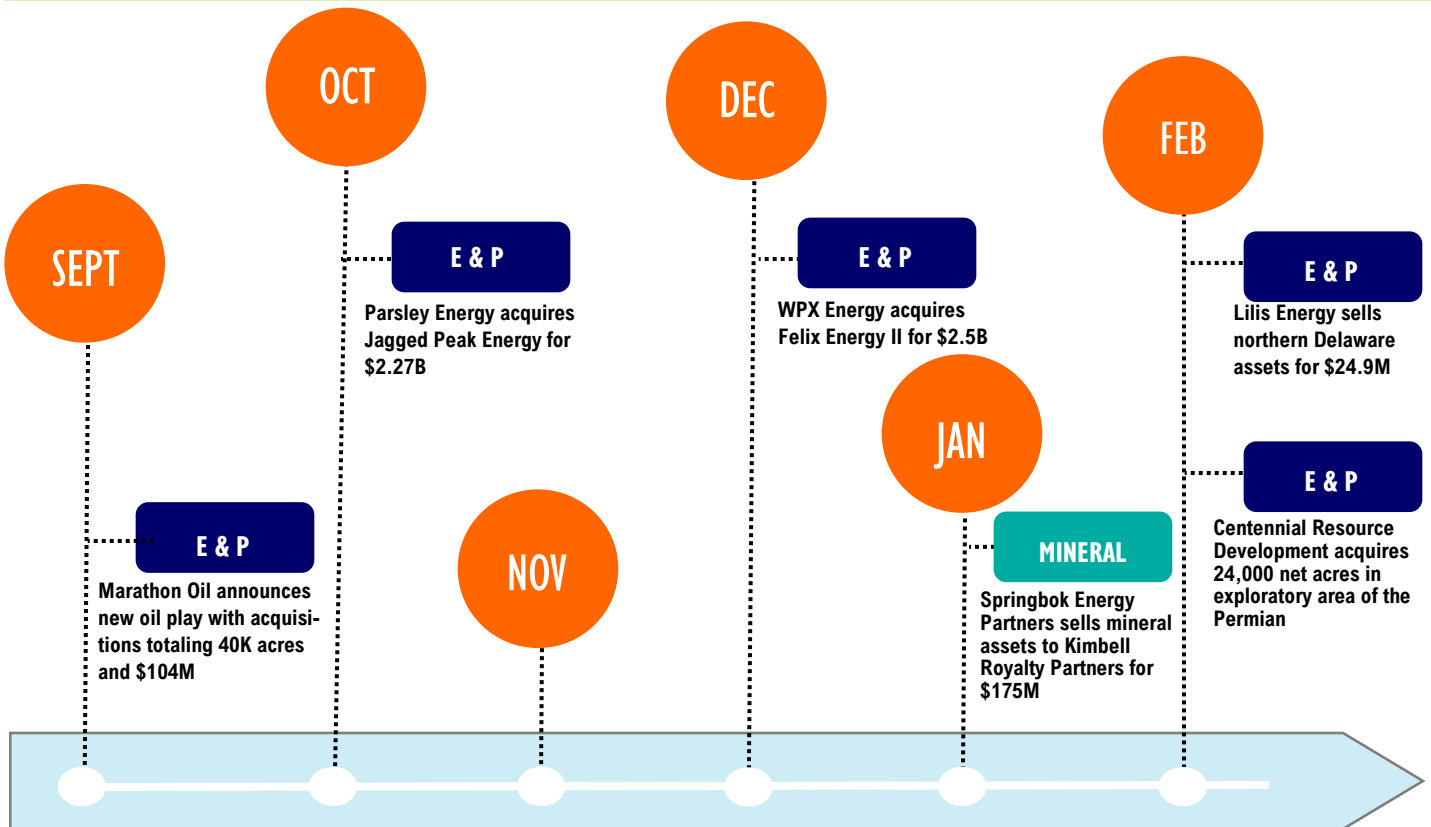 SEPT
E & P
Marathon Oil announces
new oil play with acquisi-
tions totaling 40K acres
and $104M
OCT
E & P
Parsley Energy acquires
Jagged Peak Energy for
$2.27B
NOV
DEC
E & P
WPX Energy acquires
Felix Energy II for $2.5B
JAN
MINERAL
Springbok Energy
Partners sells mineral
assets to Kimbell
Royalty Partners for
$175M
FEB
E & P
Lilis Energy sells
northern Delaware
assets for $24.9M
E & P
Centennial Resource
Development acquires
24,000 net acres in
exploratory area of the
Permian